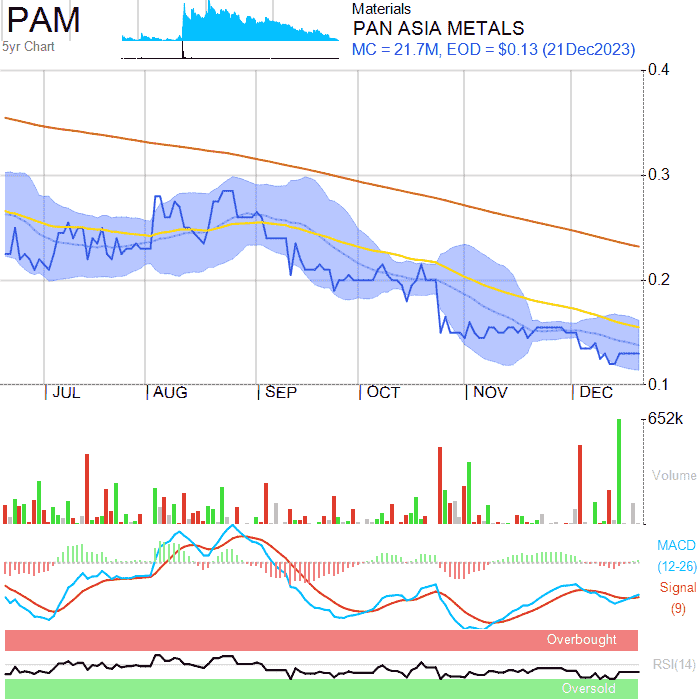 PAM
5yr Chart
Materials
PAN ASIA METALS
MC = 21.7M, EOD = $0.13 (21Dec2023)
0.4
0.3
0.2
0.1
JUL AUG SEP OCT NOV DEC
652k
Volume
MACD
(12-26)
Signal
(9)
Overbought
RSI(14)
Oversold